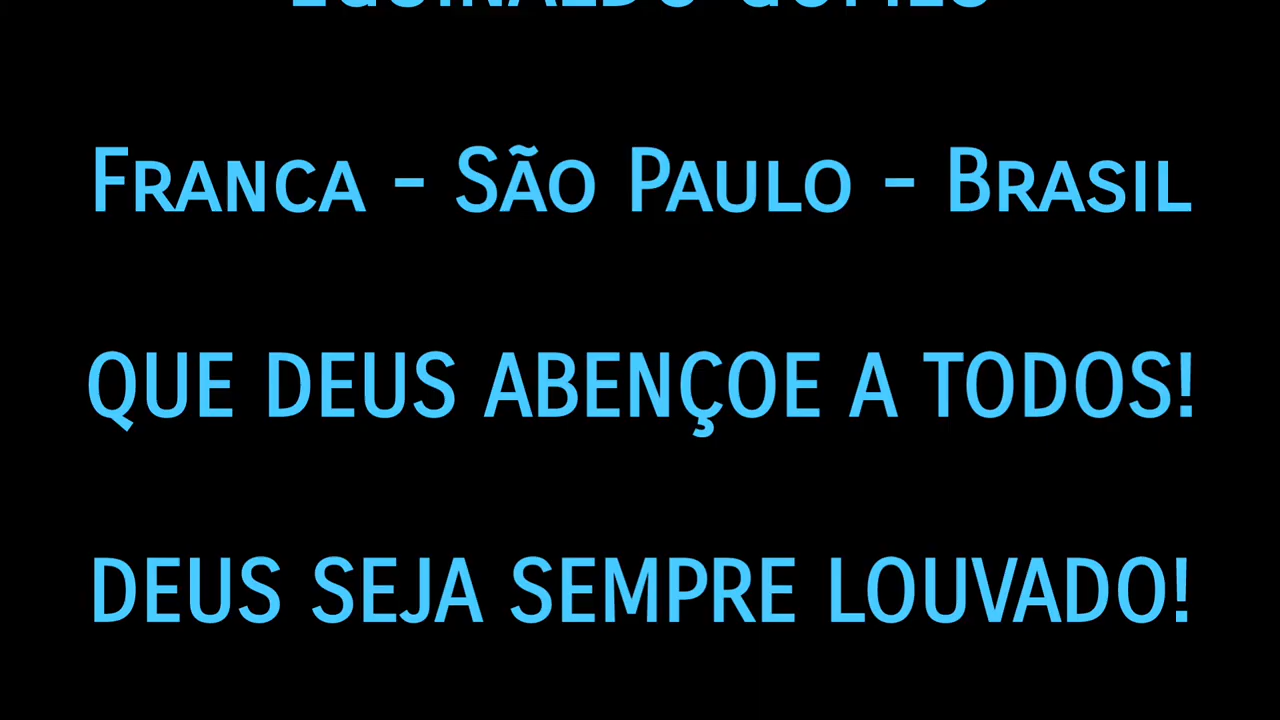 Franca - São Paulo - Brasil
QUE DEUS ABENÇOE A TODOS!
DEUS SEJA SEMPRE LOUVADO!